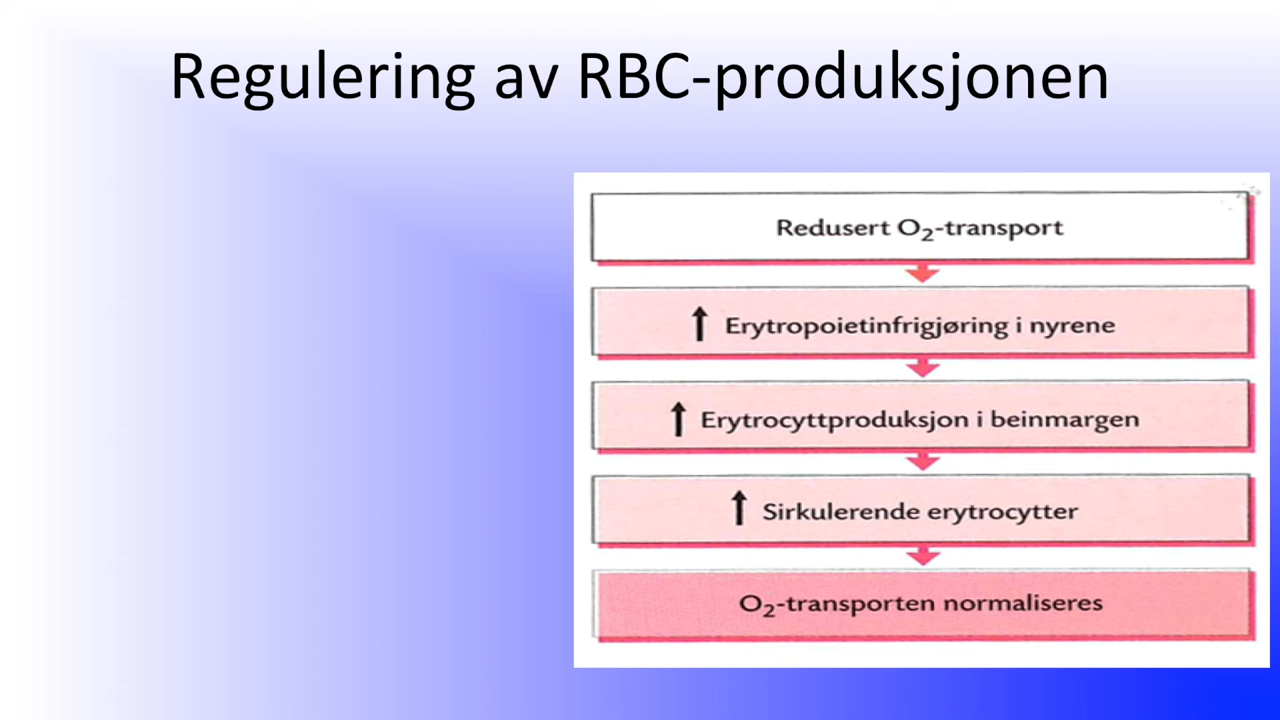 Regulering av RBC-produksjonen
Redusert O₂-transport
↑ Erytropoietinfrigjøring i nyrene
↑ Erytrocyttproduksjon i beinmargen
↑ Sirkulerende erytrocytter
O₂-transporten normaliseres